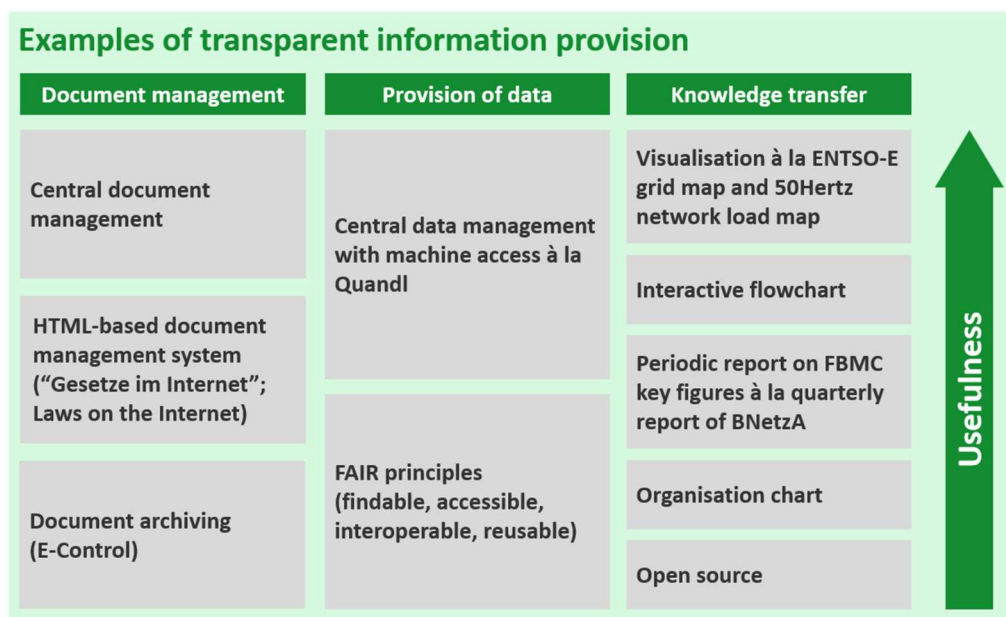 Examples of transparent information provision
Document management
Provision of data
Knowledge transfer
Central document
management
HTML-based document
management system
(“Gesetze im Internet”;
Laws on the Internet)
Document archiving
(E-Control)
Central data management
with machine access à la
Quandl
FAIR principles
(findable, accessible,
interoperable, reusable)
Visualisation à la ENTSO-E
grid map and 50Hertz
network load map
Interactive flowchart
Periodic report on FBMC
key figures à la quarterly
report of BNetzA
Organisation chart
Open source
Usefulness